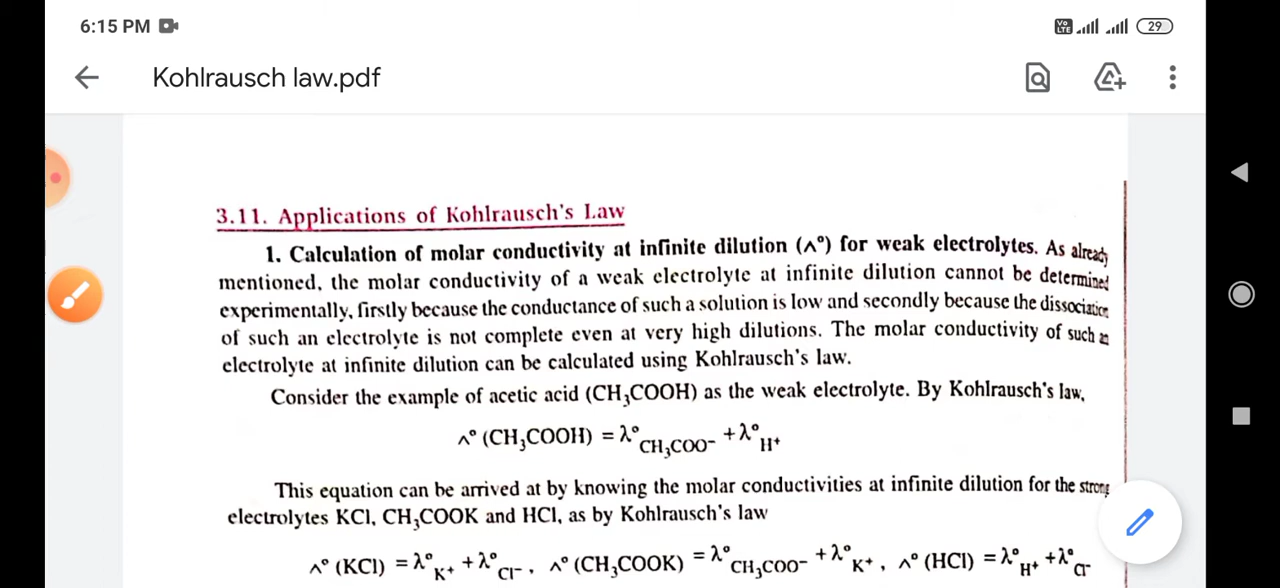 6:15 PM
Vo LTE
29
Kohlrausch law.pdf
3.11. Applications of Kohlrausch's Law
1. Calculation of molar conductivity at infinite dilution (^°) for weak electrolytes. As already
mentioned, the molar conductivity of a weak electrolyte at infinite dilution cannot be determined
experimentally, firstly because the conductance of such a solution is low and secondly because the dissociation
of such an electrolyte is not complete even at very high dilutions. The molar conductivity of such an
electrolyte at infinite dilution can be calculated using Kohlrausch's law.
Consider the example of acetic acid (CH₃COOH) as the weak electrolyte. By Kohlrausch's law,
^° (CH₃COOH) = λ°CH₃COO⁻ + λ°H⁺
This equation can be arrived at by knowing the molar conductivities at infinite dilution for the strong
electrolytes KCl, CH₃COOK and HCl, as by Kohlrausch's law
^° (KCl) = λ°K⁺ + λ°Cl⁻, ^° (CH₃COOK) = λ°CH₃COO⁻ + λ°K⁺, ^° (HCl) = λ°H⁺ + λ°Cl⁻